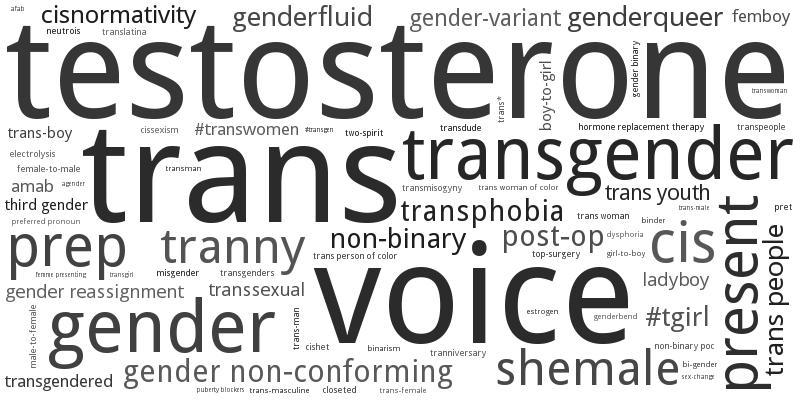 afab
cisnormativity
genderfluid
gender-variant
genderqueer
femboy
neutrois
translatina
testosterone
gender binary
transwoman
trans*
boy-to-girl
trans-boy
cissexism
#transwomen
#transgen
two-spirit
transdude
hormone replacement therapy
transpeople
electrolysis
trans
transgender
female-to-male
transman
amab
agender
transmisogyny
trans woman of color
trans youth
third gender
transphobia
trans woman
trans-male
pret
preferred pronoun
binder
prep
tranny
non-binary
post-op
dysphoria
cis
present
trans people
trans person of color
top-surgery
girl-to-boy
femme presenting
transgirl
misgender
transgenders
voice
ladyboy
gender reassignment
transsexual
male-to-female
gender
trans-man
estrogen
genderbend
#tgirl
cishet
binarism
tranniversary
non-binary poc
transgendered
gender non-conforming
shemale
bi-gender
sex-change
puberty blockers
trans-masculine
closeted
trans-female